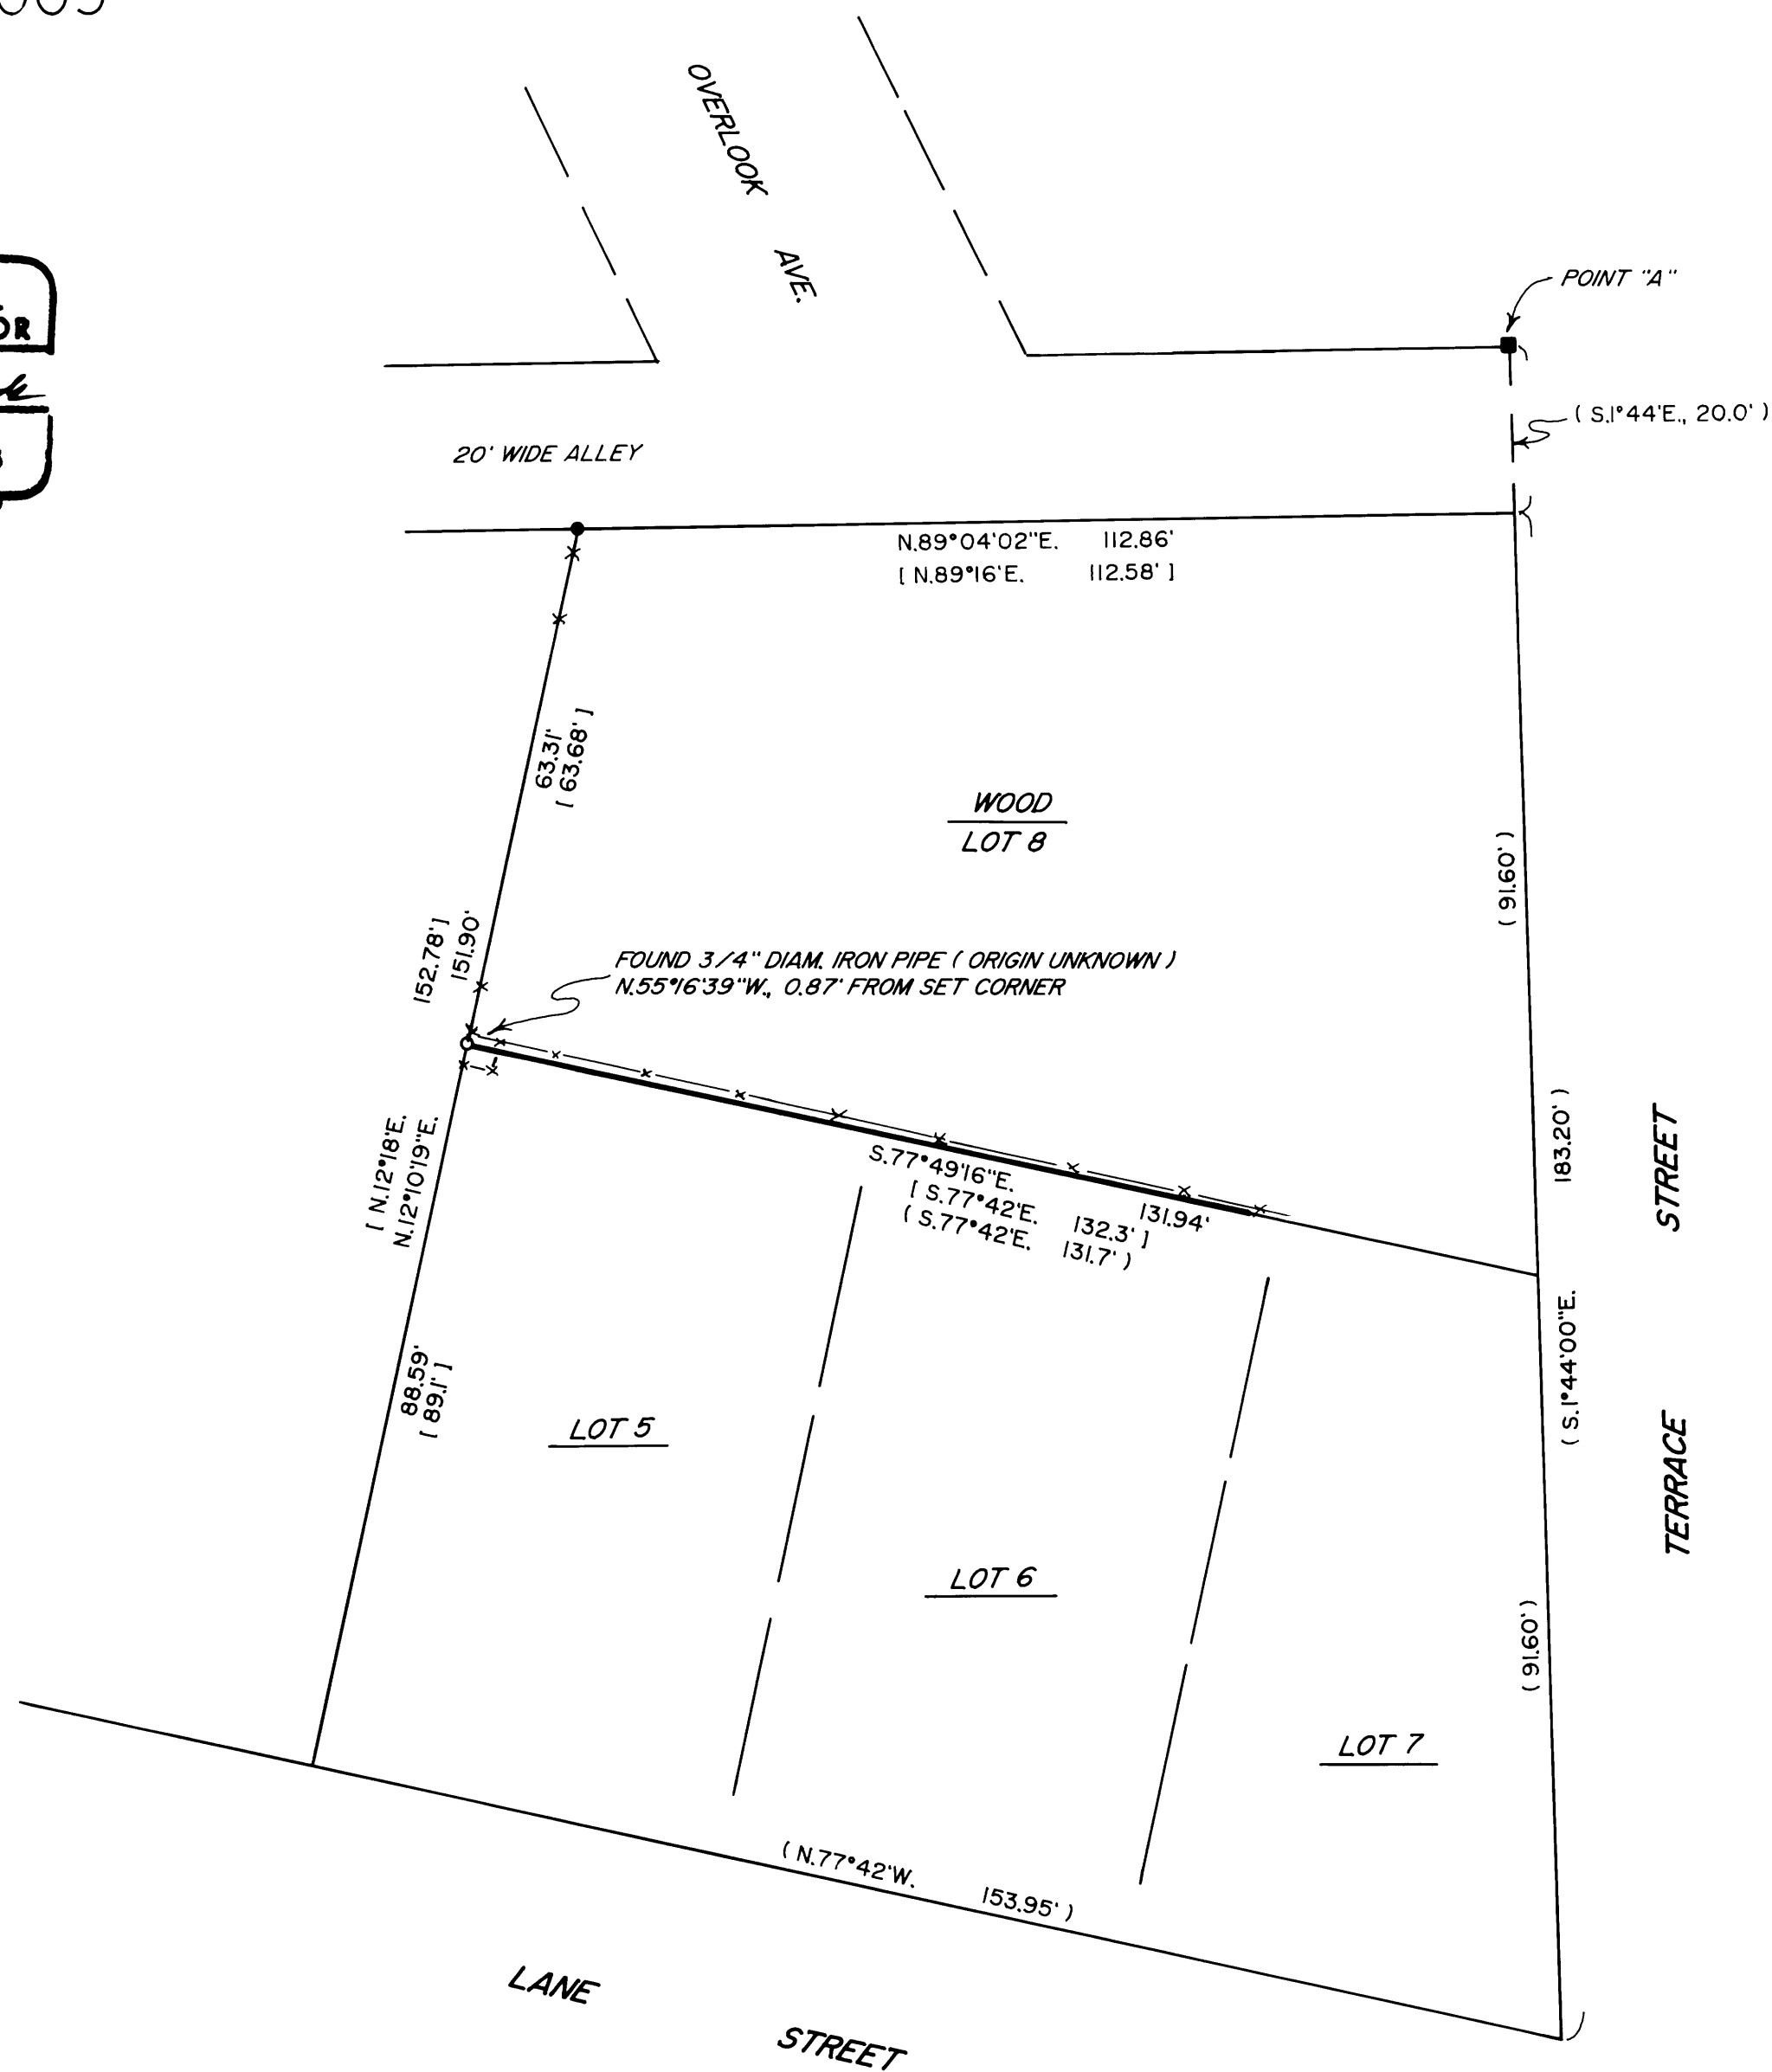 OVERLOOK
AVE.
POINT "A"
( S.1°44'E., 20.0' )
20' WIDE ALLEY
N.89°04'02"E. 112.86'
[ N.89°16'E. 112.58' ]
63.31'
[ 63.68' ]
WOOD
LOT 8
( 91.60' )
152.78' ]
151.90'
FOUND 3/4" DIAM. IRON PIPE ( ORIGIN UNKNOWN )
N.55°16'39"W., 0.87' FROM SET CORNER
[ N.12°18'E.
N.12°10'19"E.
S.77°49'16"E. 131.94'
[ S.77°42'E. 132.3' ]
( S.77°42'E. 131.7' )
183.20' )
( S.1°44'00"E.
STREET
TERRACE
88.59'
[ 89.1' ]
LOT 5
LOT 6
( 91.60' )
LOT 7
( N.77°42'W. 153.95' )
LANE
STREET